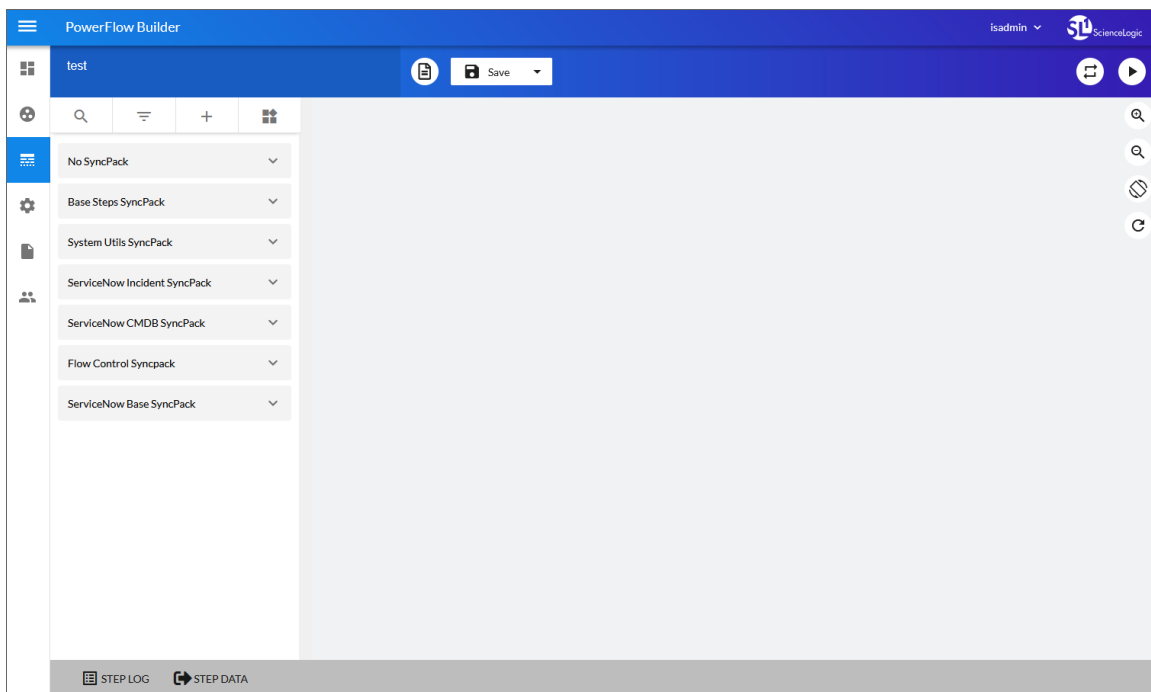 PowerFlow Builder
isadmin
SL1 ScienceLogic
test
Save
No SyncPack
Base Steps SyncPack
System Utils SyncPack
ServiceNow Incident SyncPack
ServiceNow CMDB SyncPack
Flow Control Syncpack
ServiceNow Base SyncPack
STEP LOG
STEP DATA